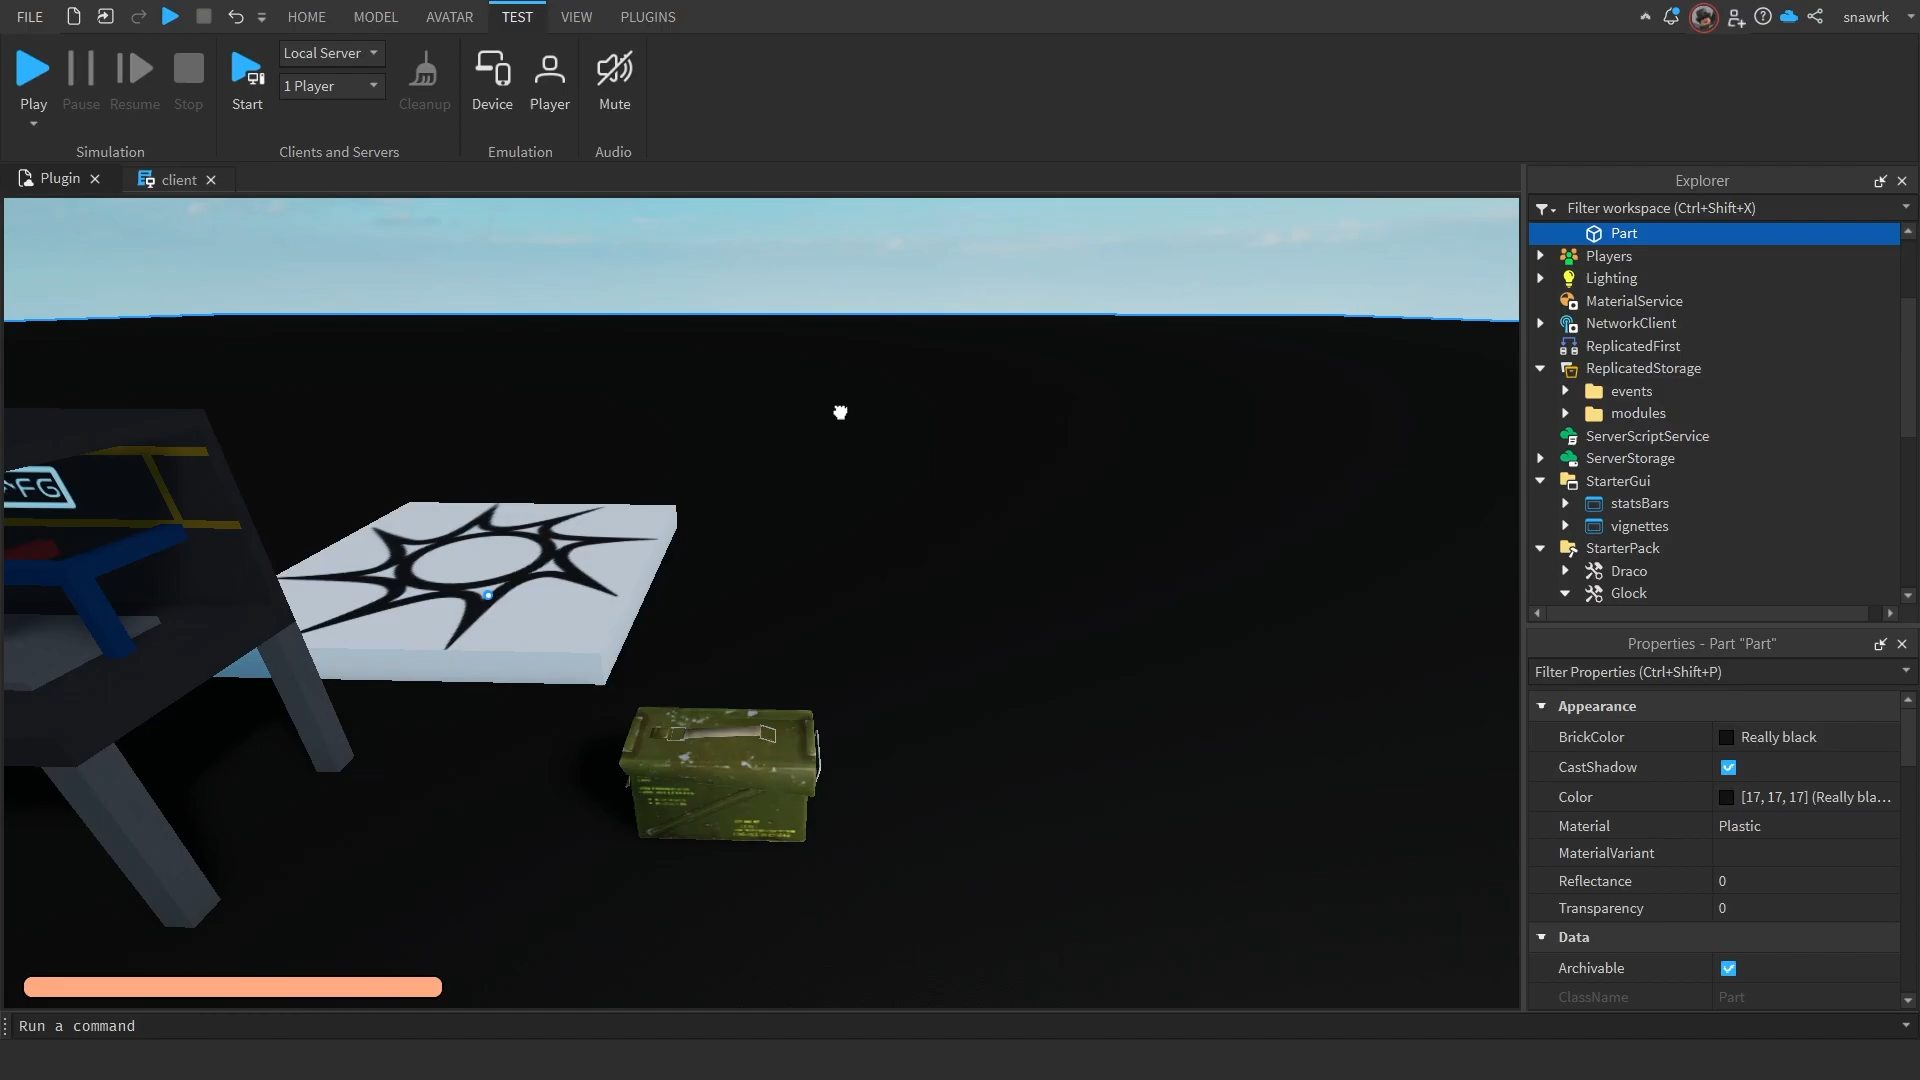 FILE HOME MODEL AVATAR TEST VIEW PLUGINS snawrk
Play Pause Resume Stop
Simulation
Start Local Server
1 Player
Cleanup
Clients and Servers
Device Player
Emulation
Mute
Audio
Plugin client
FG
Run a command
Explorer
Filter workspace (Ctrl+Shift+X)
Part
Players
Lighting
MaterialService
NetworkClient
ReplicatedFirst
ReplicatedStorage
events
modules
ServerScriptService
ServerStorage
StarterGui
statsBars
vignettes
StarterPack
Draco
Glock
Properties - Part "Part"
Filter Properties (Ctrl+Shift+P)
Appearance
BrickColor Really black
CastShadow
Color [17, 17, 17] (Really bla...
Material Plastic
MaterialVariant
Reflectance 0
Transparency 0
Data
Archivable
ClassName Part